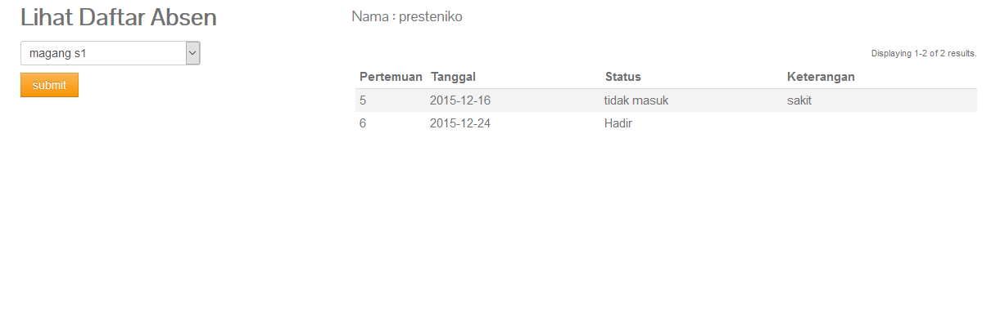 Lihat Daftar Absen
magang s1
submit
Nama : presteniko
Displaying 1-2 of 2 results.
Pertemuan Tanggal Status Keterangan
5 2015-12-16 tidak masuk sakit
6 2015-12-24 Hadir